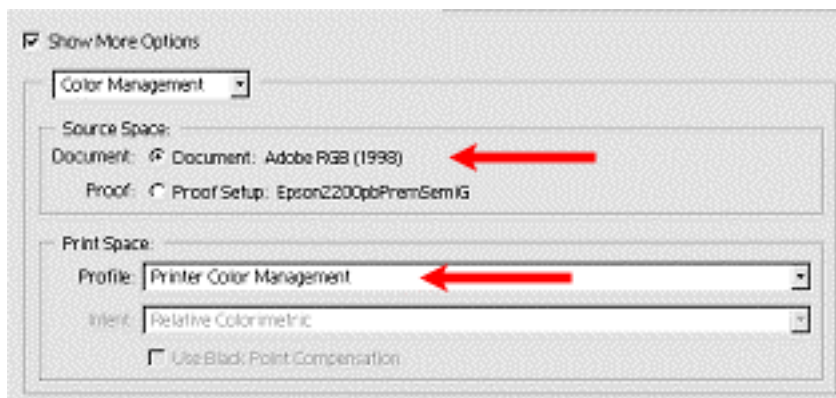 Show More Options
Color Management
Source Space:
Document: Document: Adobe RGB (1998)
Proof: Proof Setup: Epson2200pbPremSemiG
Print Space:
Profile: Printer Color Management
Intent: Relative Colorimetric
Use Black Point Compensation